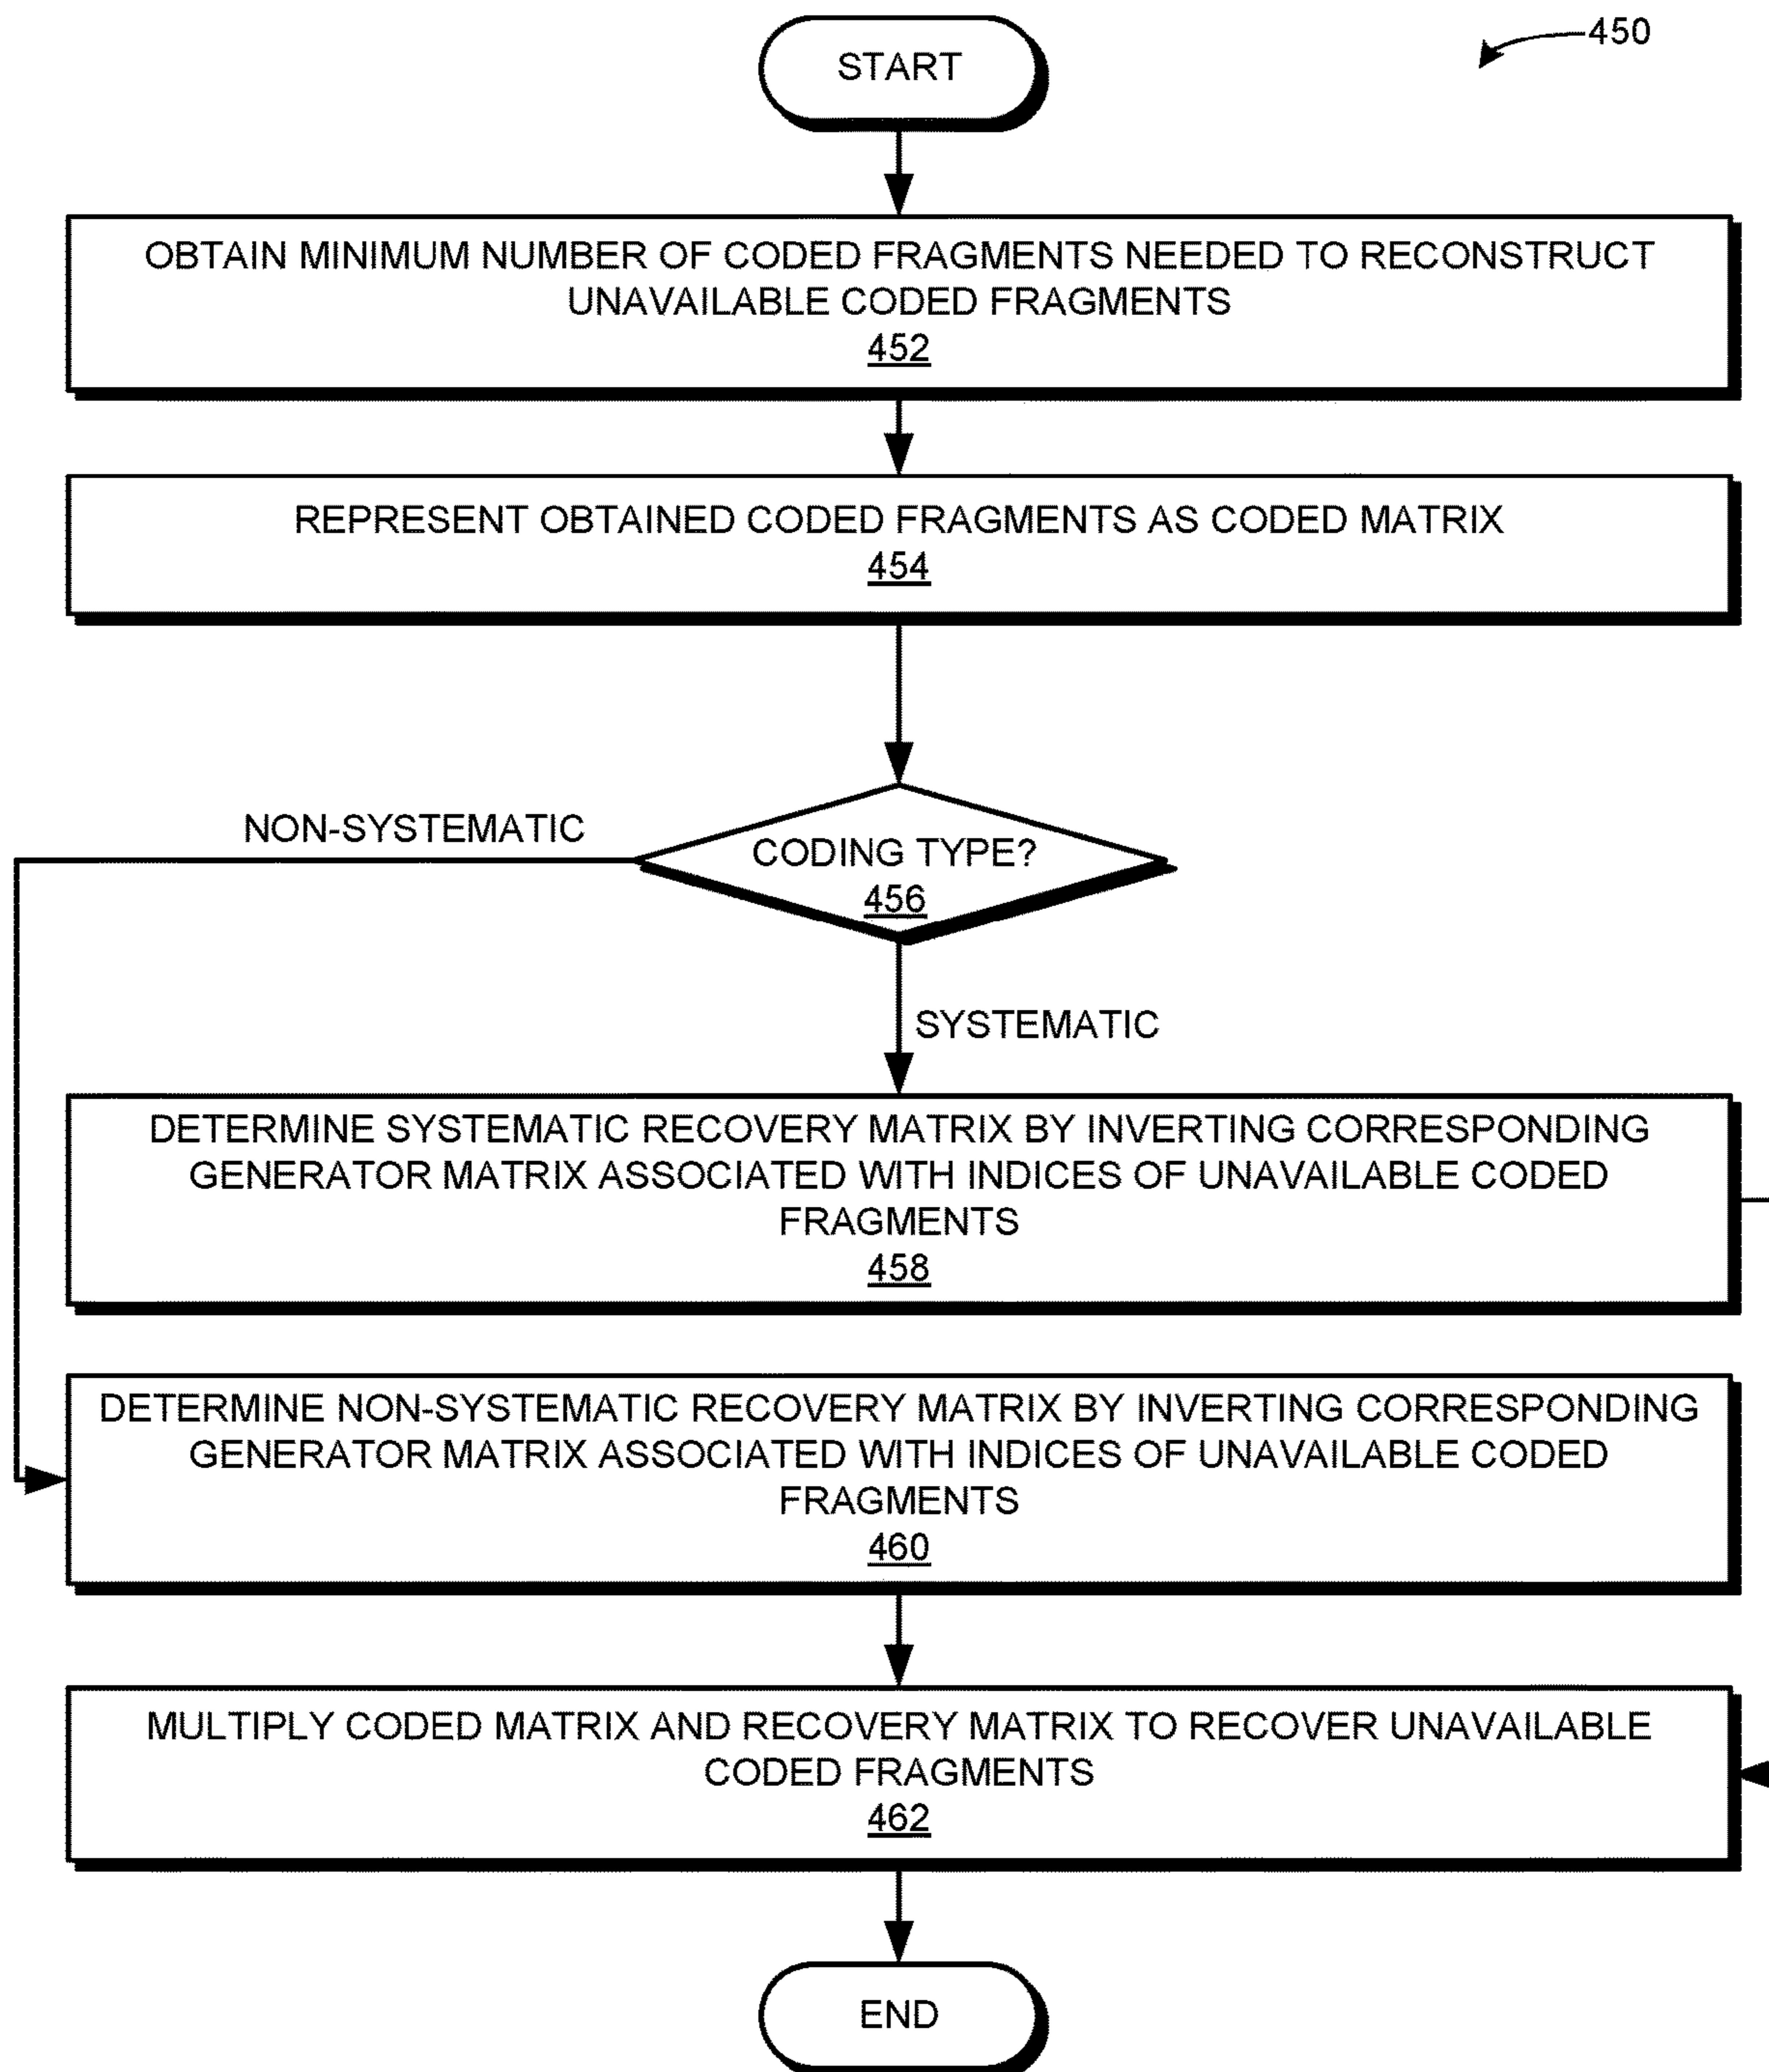 START
450
OBTAIN MINIMUM NUMBER OF CODED FRAGMENTS NEEDED TO RECONSTRUCT
UNAVAILABLE CODED FRAGMENTS
452
REPRESENT OBTAINED CODED FRAGMENTS AS CODED MATRIX
454
NON-SYSTEMATIC
CODING TYPE?
456
SYSTEMATIC
DETERMINE SYSTEMATIC RECOVERY MATRIX BY INVERTING CORRESPONDING
GENERATOR MATRIX ASSOCIATED WITH INDICES OF UNAVAILABLE CODED
FRAGMENTS
458
DETERMINE NON-SYSTEMATIC RECOVERY MATRIX BY INVERTING CORRESPONDING
GENERATOR MATRIX ASSOCIATED WITH INDICES OF UNAVAILABLE CODED
FRAGMENTS
460
MULTIPLY CODED MATRIX AND RECOVERY MATRIX TO RECOVER UNAVAILABLE
CODED FRAGMENTS
462
END